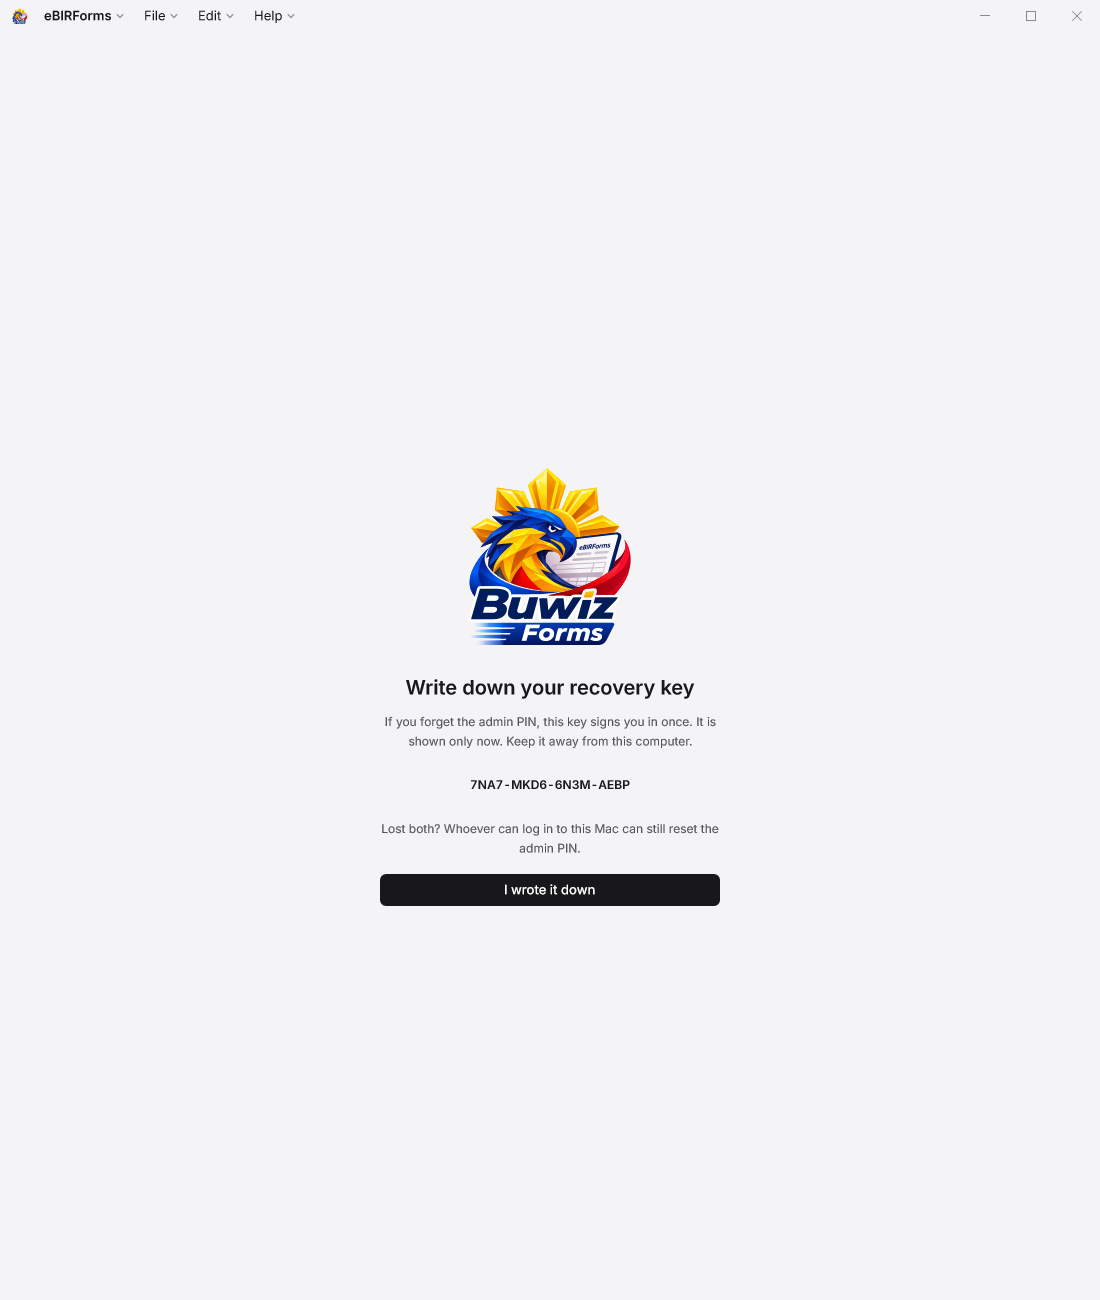 eBIRForms File Edit Help
eBIRForms
Buwiz
Forms
Write down your recovery key
If you forget the admin PIN, this key signs you in once. It is
shown only now. Keep it away from this computer.
7NA7-MKD6-6N3M-AEBP
Lost both? Whoever can log in to this Mac can still reset the
admin PIN.
I wrote it down